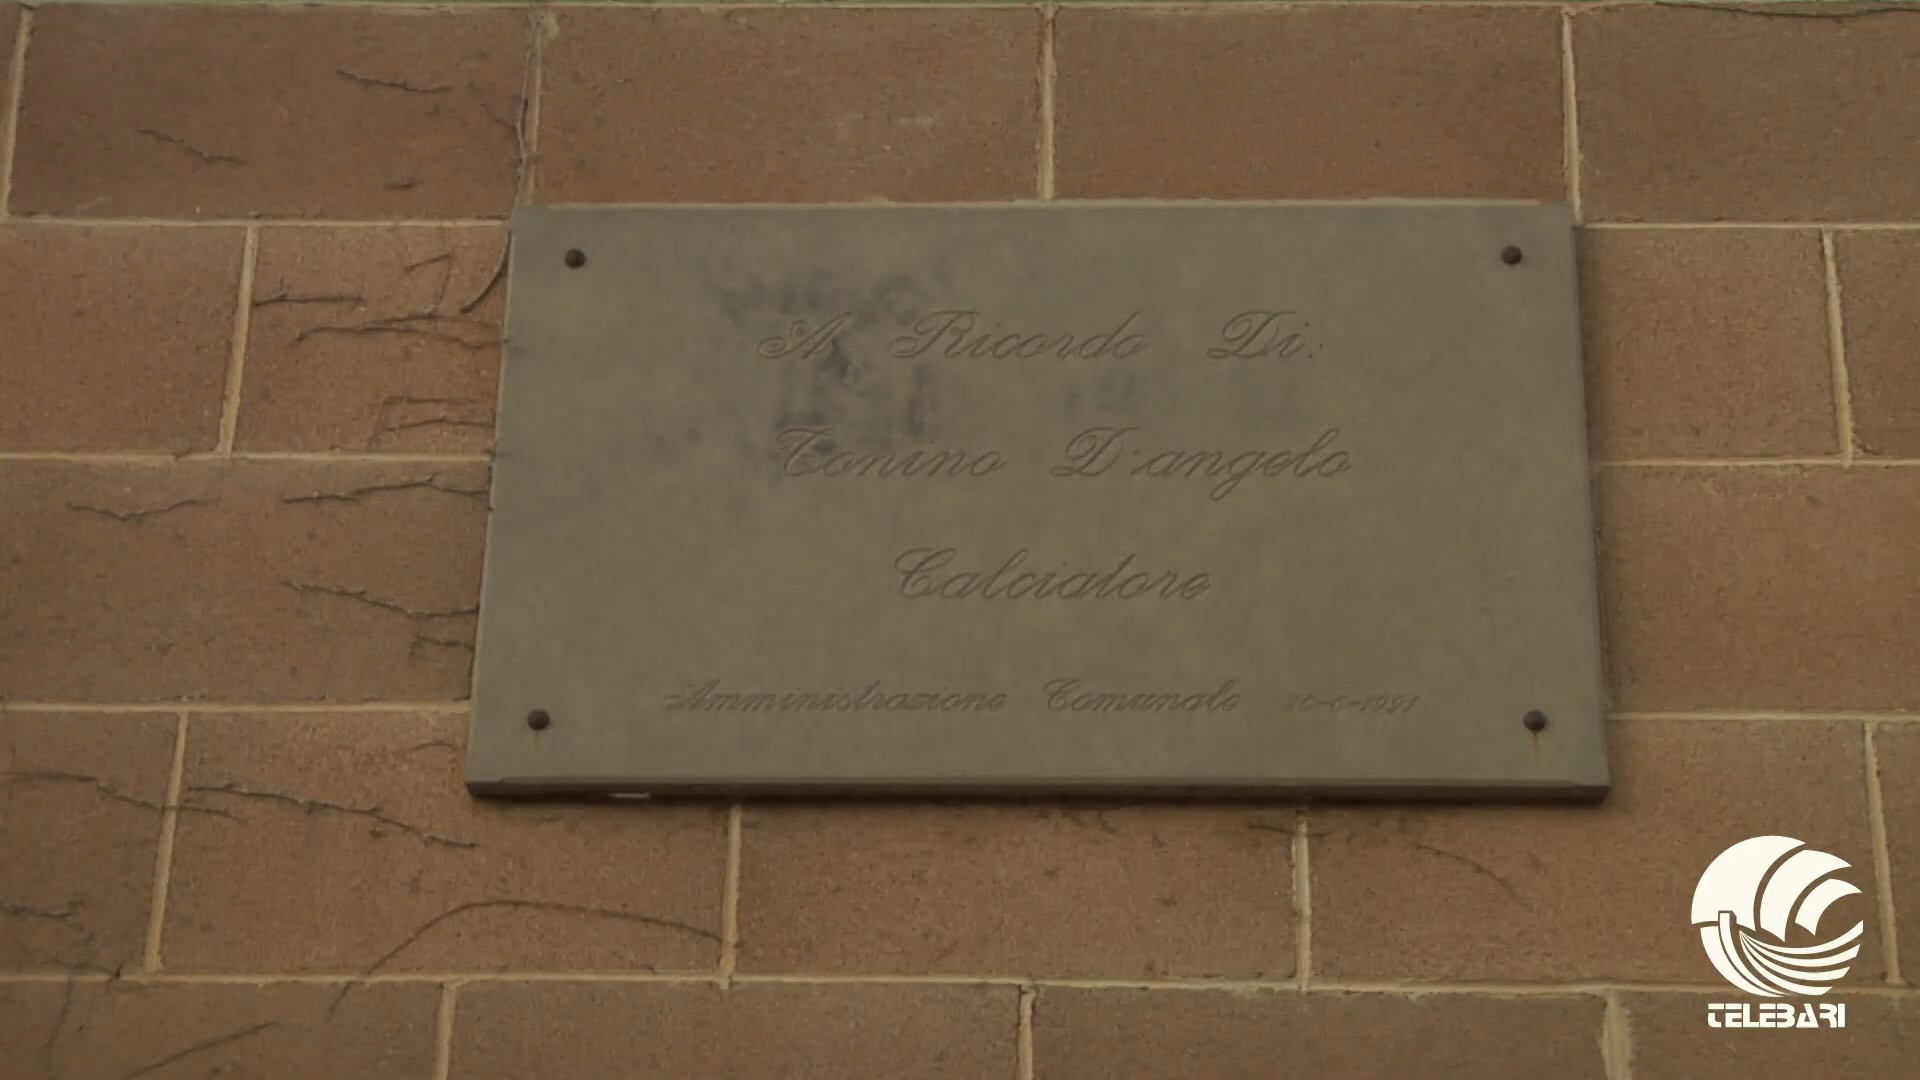 A Ricordo Di:
Tonino D'angelo
Calciatore
Amministrazione Comunale
TELEBARI